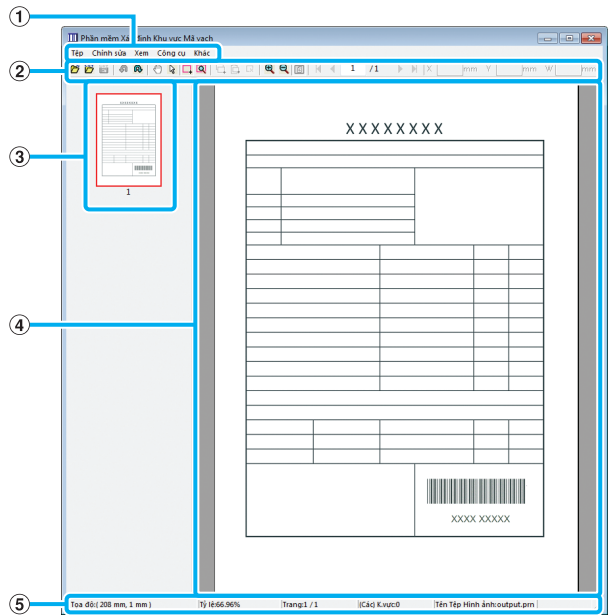 ①
Phần mềm Xác định Khu vực Mã vạch
Tệp Chỉnh sửa Xem Công cụ Khác
②
1 /1 X mm Y mm W mm
③
1
XXXXXXXX
④
XXXX XXXXX
⑤
Tọa độ:( 208 mm, 1 mm ) Tỷ lệ:66.96% Trang:1 / 1 (Các) K.vực:0 Tên Tệp Hình ảnh:output.prn